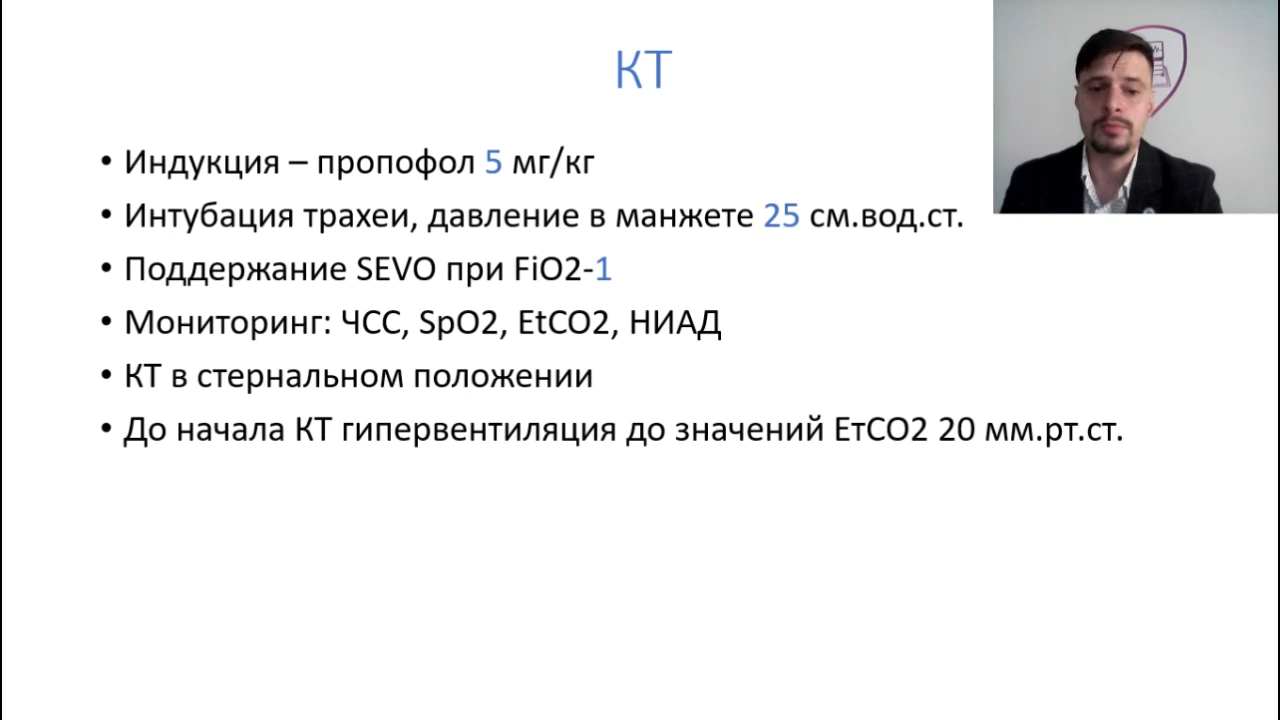 КТ
• Индукция – пропофол 5 мг/кг
• Интубация трахеи, давление в манжете 25 см.вод.ст.
• Поддержание SEVO при FiO2-1
• Мониторинг: ЧСС, SpO2, EtCO2, НИАД
• КТ в стернальном положении
• До начала КТ гипервентиляция до значений ЕтСО2 20 мм.рт.ст.